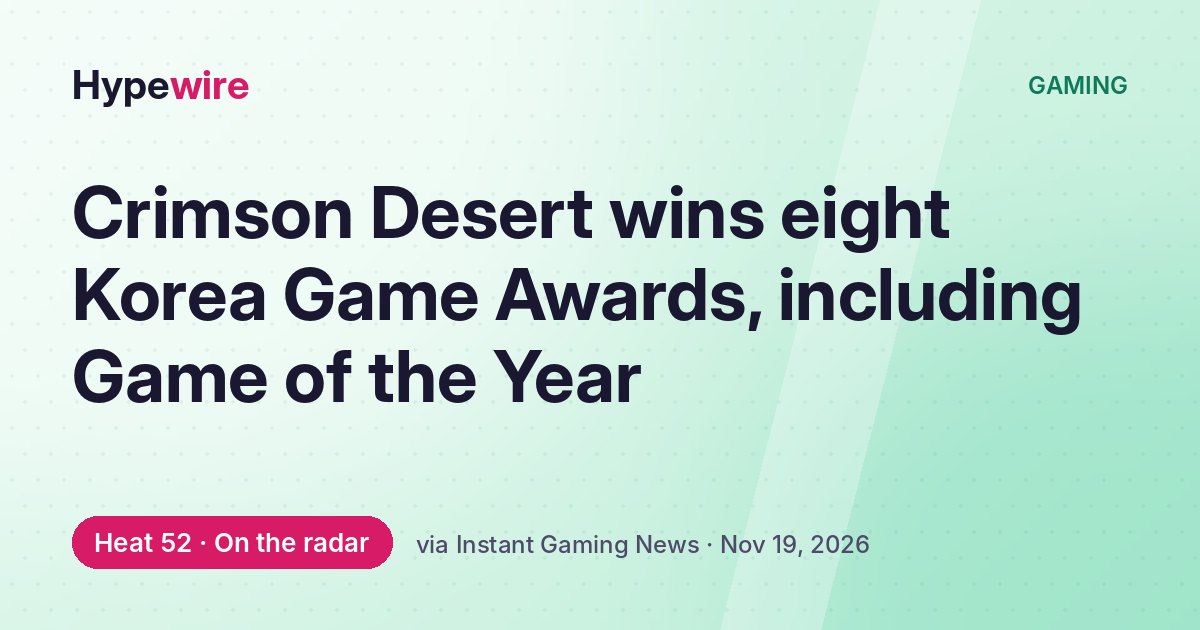 Hypewire
GAMING
Crimson Desert wins eight
Korea Game Awards, including
Game of the Year
Heat 52 · On the radar
via Instant Gaming News · Nov 19, 2026